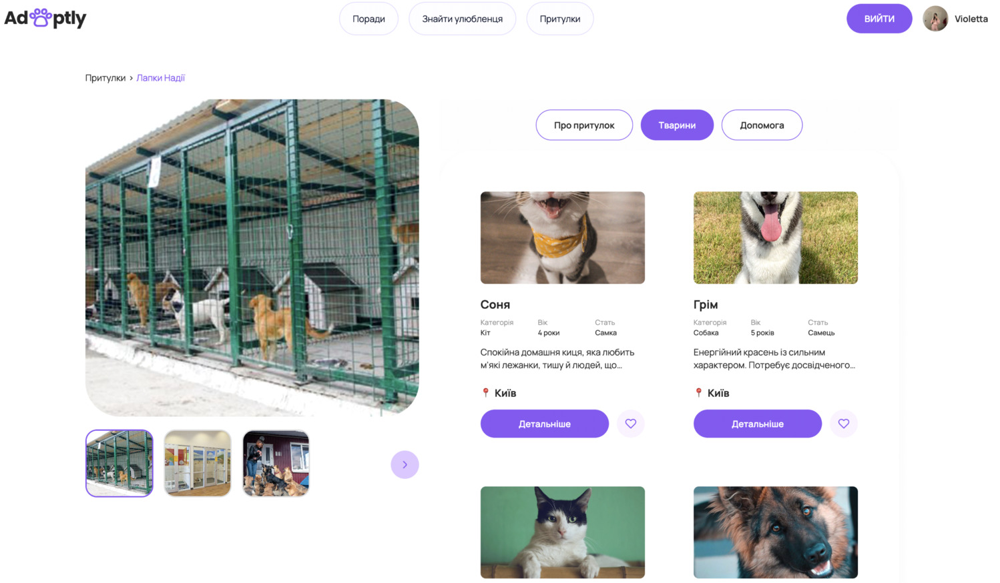 Adoptly
Поради
Знайти улюбленця
Притулки
ВИЙТИ
Violetta
Притулки > Лапки Надії
Про притулок
Тварини
Допомога
Соня
Категорія Вік Стать
Кіт 4 роки Самка
Спокійна домашня киця, яка любить
м'які лежанки, тишу й людей, що...
Київ
Детальніше
Грім
Категорія Вік Стать
Собака 5 років Самець
Енергійний красень із сильним
характером. Потребує досвідченого...
Київ
Детальніше